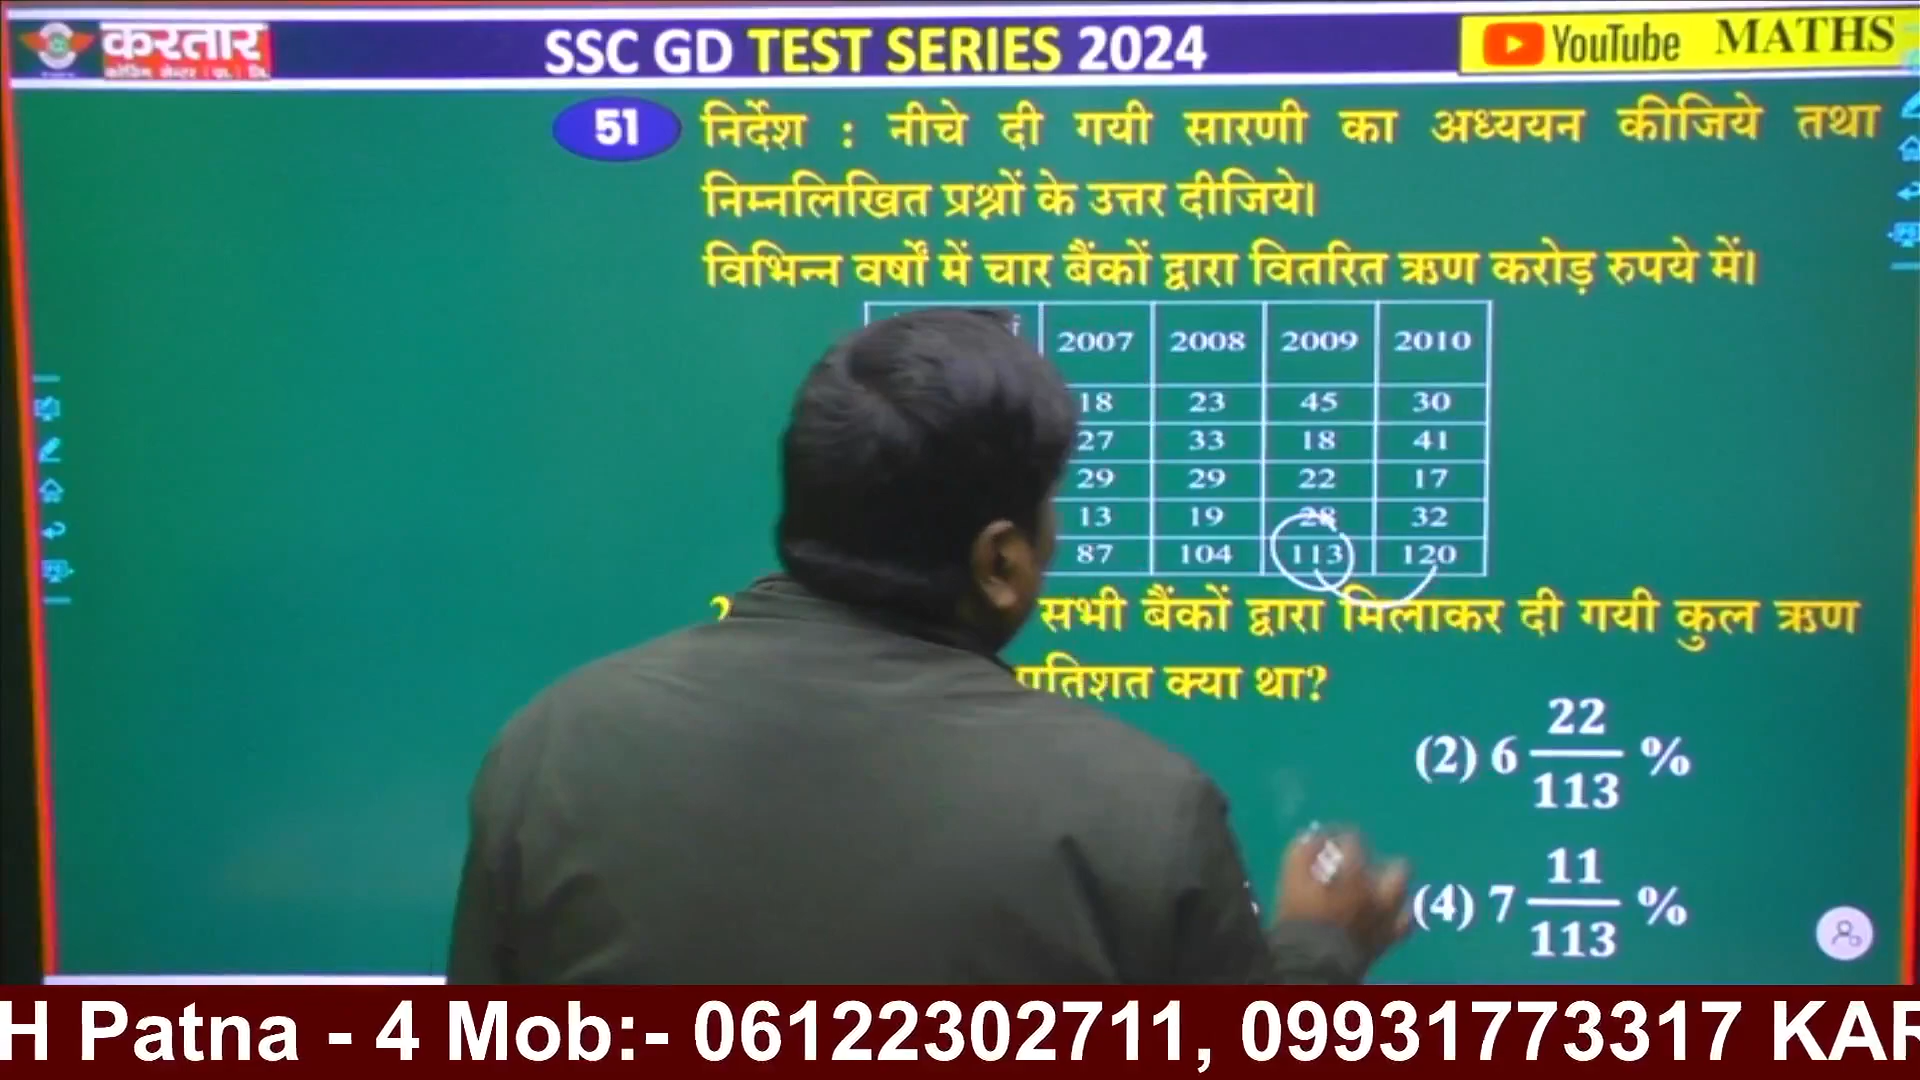 करतार
कोचिंग सेन्टर (प्रा.) लि.
SSC GD TEST SERIES 2024
YouTube MATHS
51 निर्देश : नीचे दी गयी सारणी का अध्ययन कीजिये तथा
निम्नलिखित प्रश्नों के उत्तर दीजिये।
विभिन्न वर्षों में चार बैंकों द्वारा वितरित ऋण करोड़ रुपये में।
2007 2008 2009 2010
18 23 45 30
27 33 18 41
29 29 22 17
13 19 28 32
87 104 113 120
सभी बैंकों द्वारा मिलाकर दी गयी कुल ऋण
प्रतिशत क्या था?
(2) 6 22/113 %
(4) 7 11/113 %
H Patna - 4 Mob:- 06122302711, 09931773317 KAR